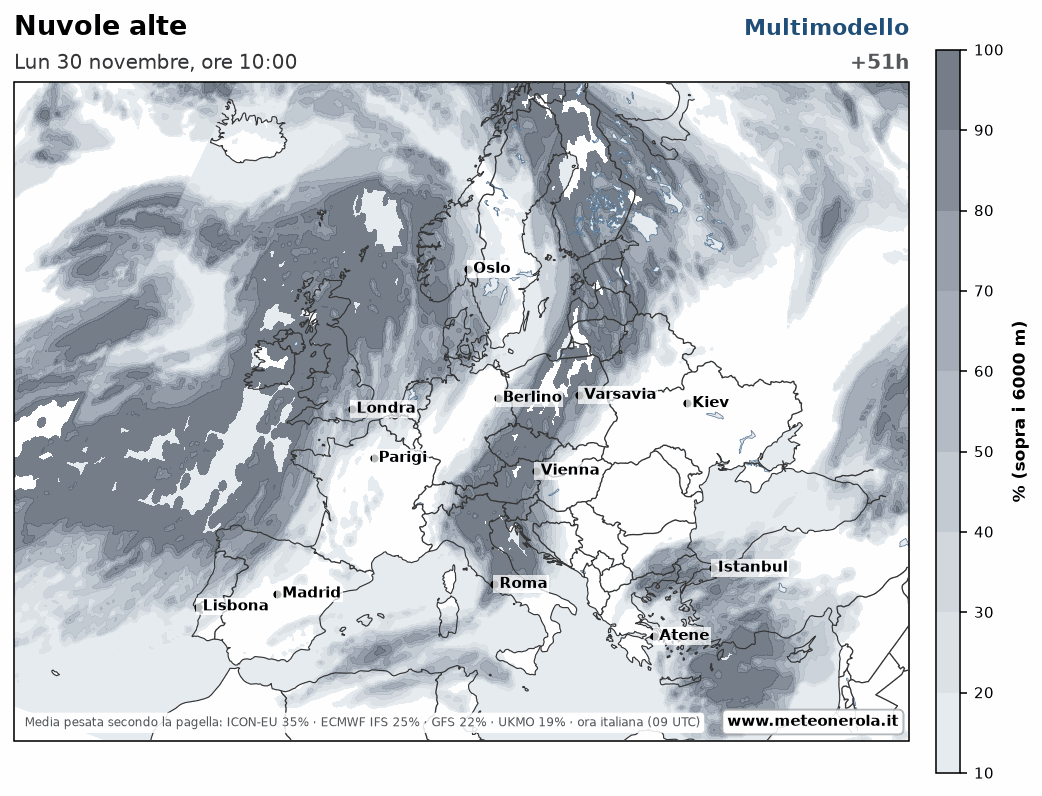 Nuvole alte
Multimodello
Lun 30 novembre, ore 10:00
+51h
100
90
80
70
60
50
40
30
20
10
% (sopra i 6000 m)
Oslo
Londra
Berlino
Varsavia
Kiev
Parigi
Vienna
Istanbul
Roma
Madrid
Lisbona
Atene
Media pesata secondo la pagella: ICON-EU 35% · ECMWF IFS 25% · GFS 22% · UKMO 19% · ora italiana (09 UTC)
www.meteonerola.it